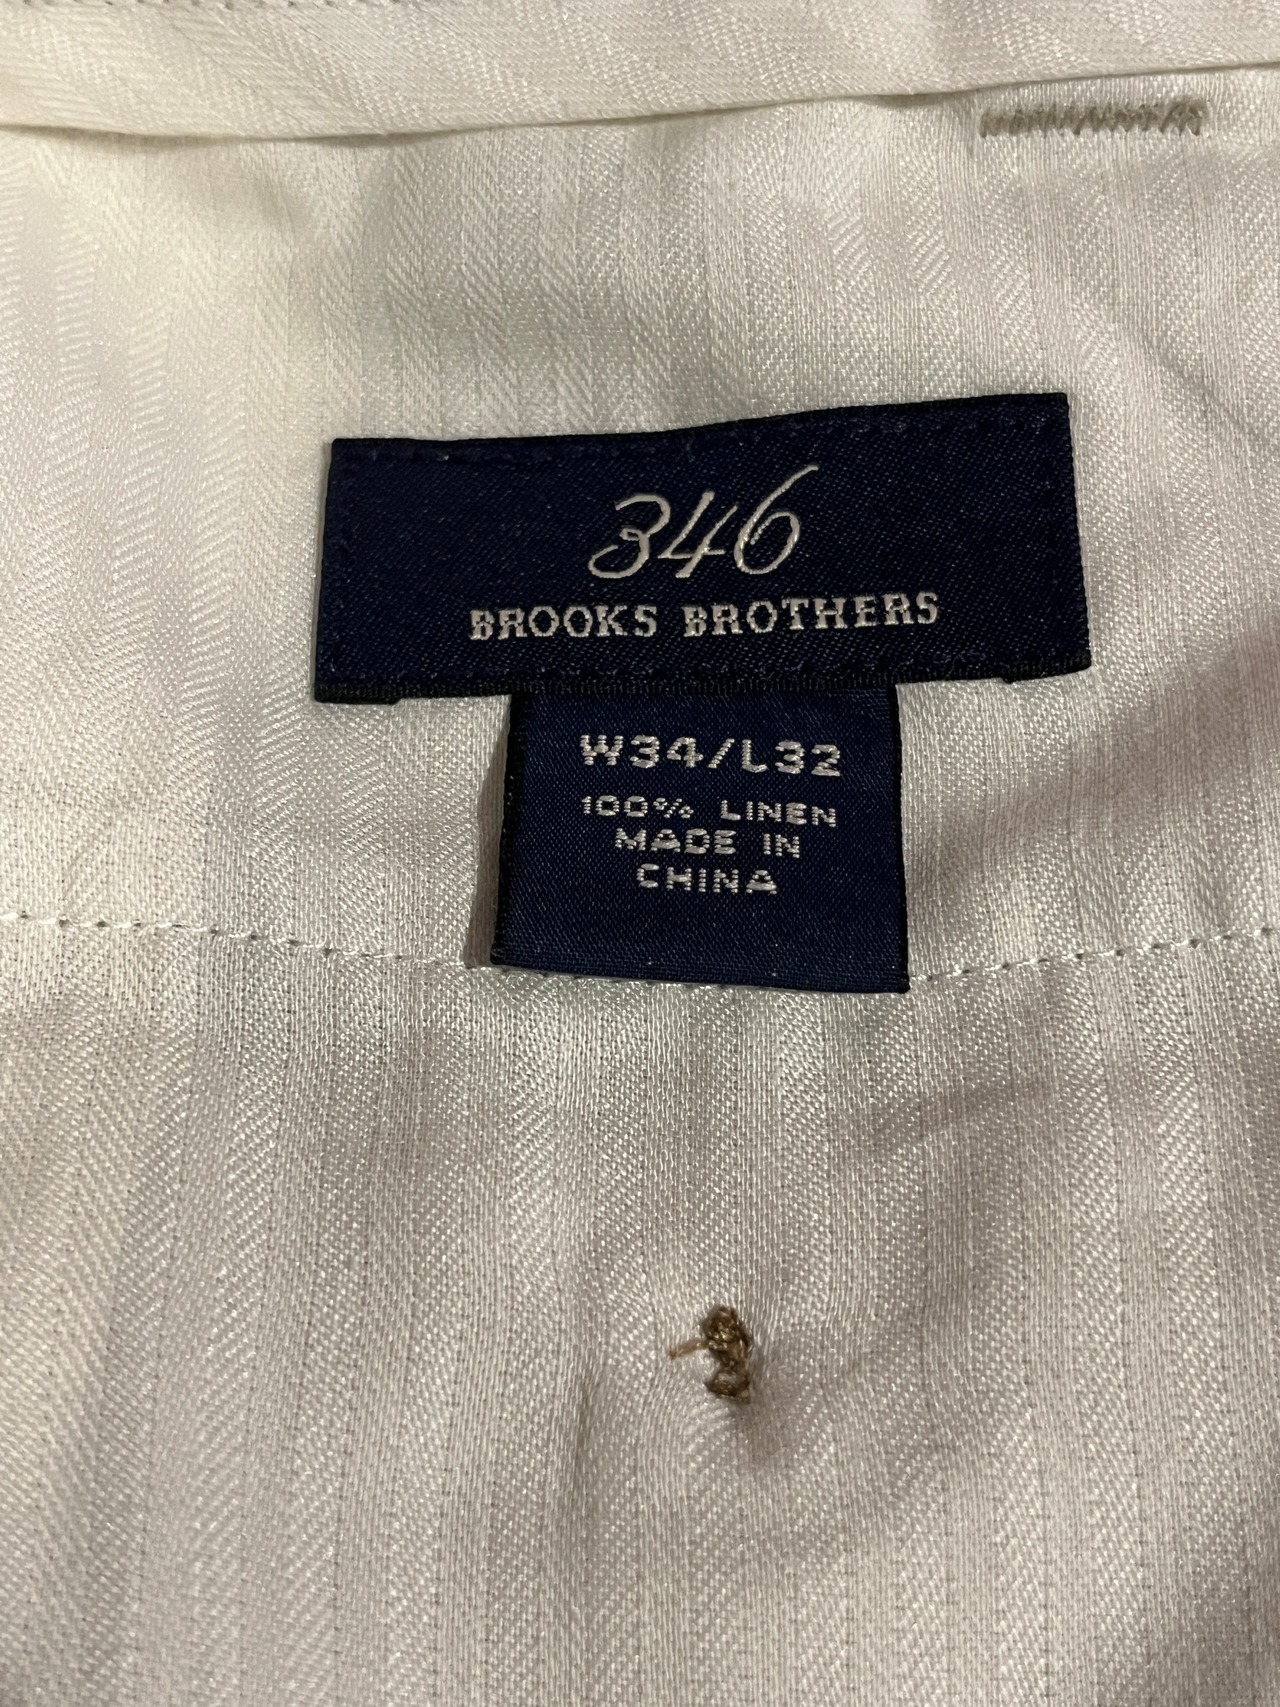 346
BROOKS BROTHERS
W34/L32
100% LINEN
MADE IN
CHINA